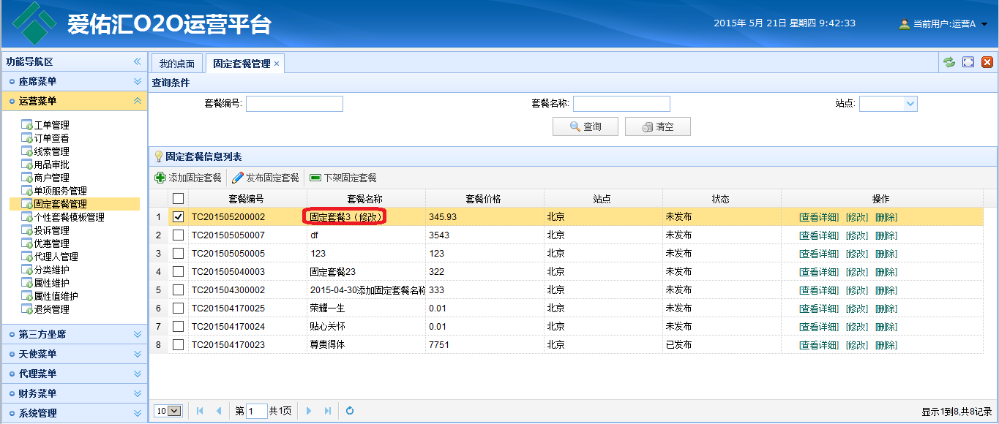 爱佑汇O2O运营平台
2015年 5月 21日 星期四 9:42:33
当前用户:运营A
功能导航区
座席菜单
运营菜单
工单管理
订单查看
线索管理
用品审批
商户管理
单项服务管理
固定套餐管理
个性套餐模板管理
投诉管理
优惠管理
代理人管理
分类维护
属性维护
属性值维护
退货管理
第三方坐席
天使菜单
代理菜单
财务菜单
系统管理
我的桌面 固定套餐管理
查询条件
套餐编号: 套餐名称: 站点:
查询 清空
固定套餐信息列表
添加固定套餐 发布固定套餐 下架固定套餐
套餐编号 套餐名称 套餐价格 站点 状态 操作
1 TC201505200002 固定套餐3（修改） 345.93 北京 未发布 [查看详细] [修改] [删除]
2 TC201505050007 df 3543 北京 未发布 [查看详细] [修改] [删除]
3 TC201505050005 123 123 北京 未发布 [查看详细] [修改] [删除]
4 TC201505040003 固定套餐23 322 北京 未发布 [查看详细] [修改] [删除]
5 TC201504300002 2015-04-30添加固定套餐名称 333 北京 未发布 [查看详细] [修改] [删除]
6 TC201504170025 荣耀一生 0.01 北京 未发布 [查看详细] [修改] [删除]
7 TC201504170024 贴心关怀 0.01 北京 未发布 [查看详细] [修改] [删除]
8 TC201504170023 尊贵得体 7751 北京 已发布 [查看详细] [修改] [删除]
10 第 1 共1页 显示1到8,共8记录